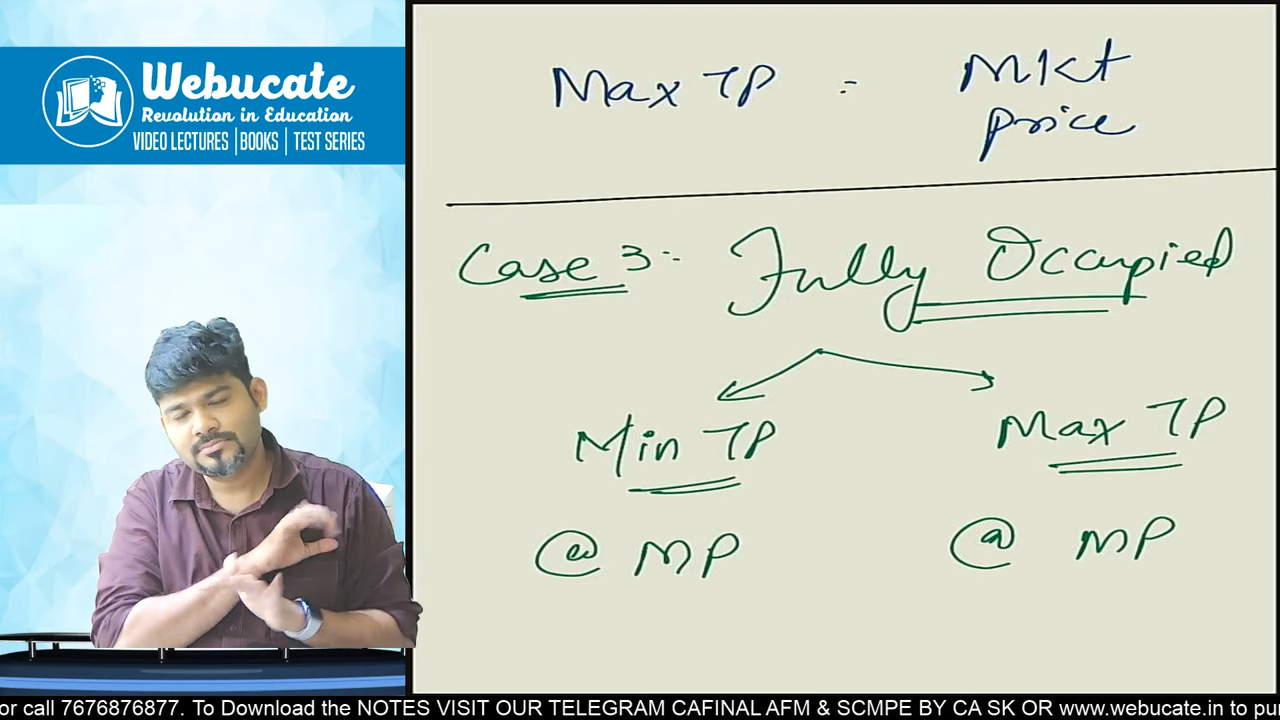 Webucate
Revolution in Education
VIDEO LECTURES | BOOKS | TEST SERIES
Max TP = Mkt price
Case 3:- Fully Occupied
Min TP
Max TP
@ MP
@ MP
or call 7676876877. To Download the NOTES VISIT OUR TELEGRAM CAFINAL AFM & SCMPE BY CA SK OR www.webucate.in to pu